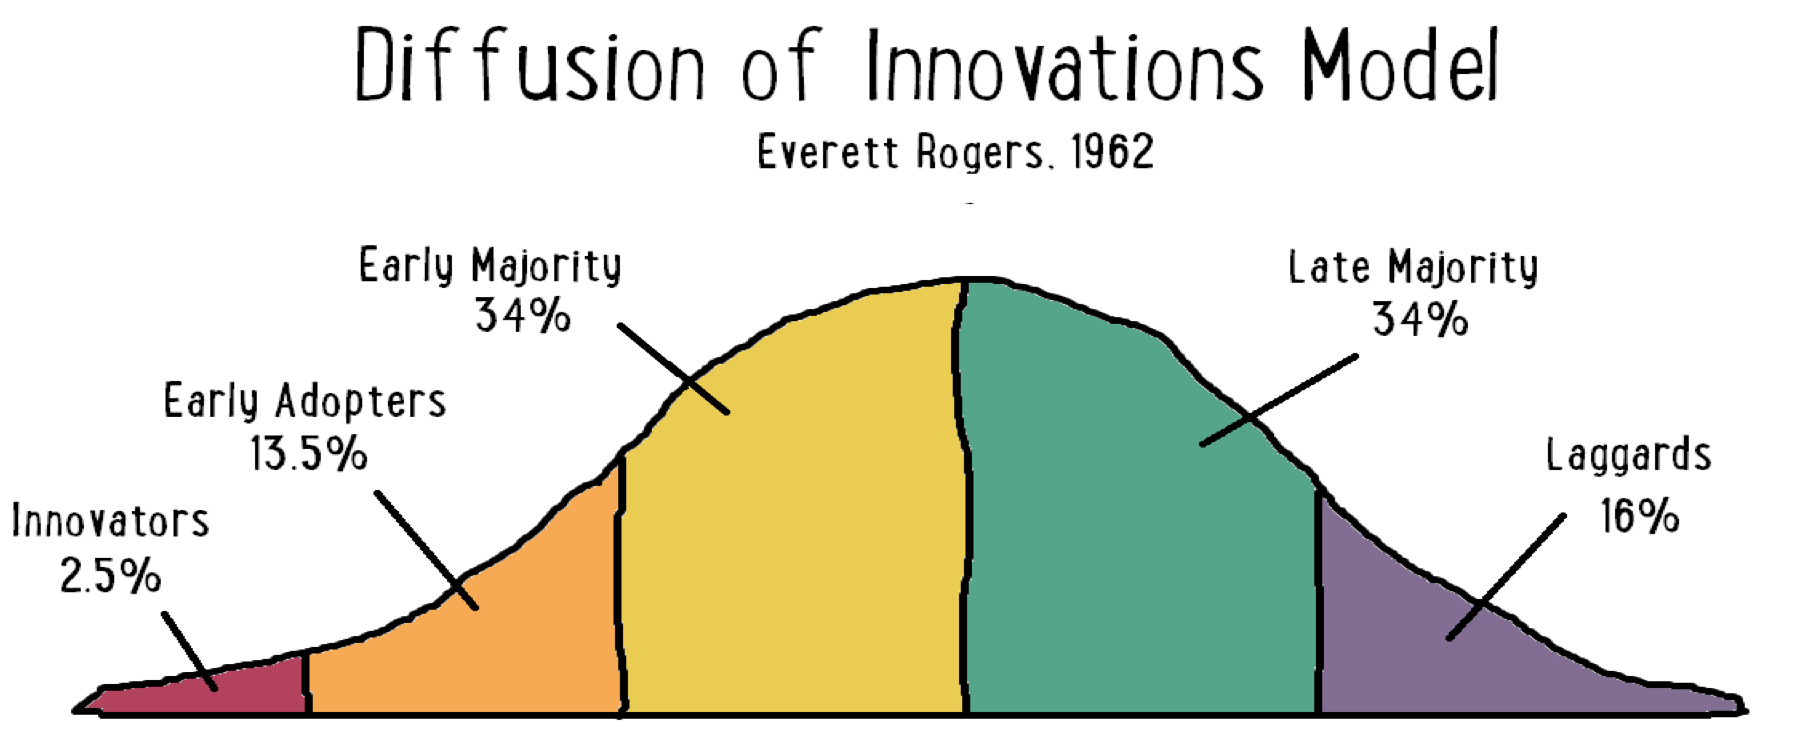 Diffusion of Innovations Model
Everett Rogers. 1962
Early Majority
34%
Late Majority
34%
Early Adopters
13.5%
Laggards
16%
Innovators
2.5%